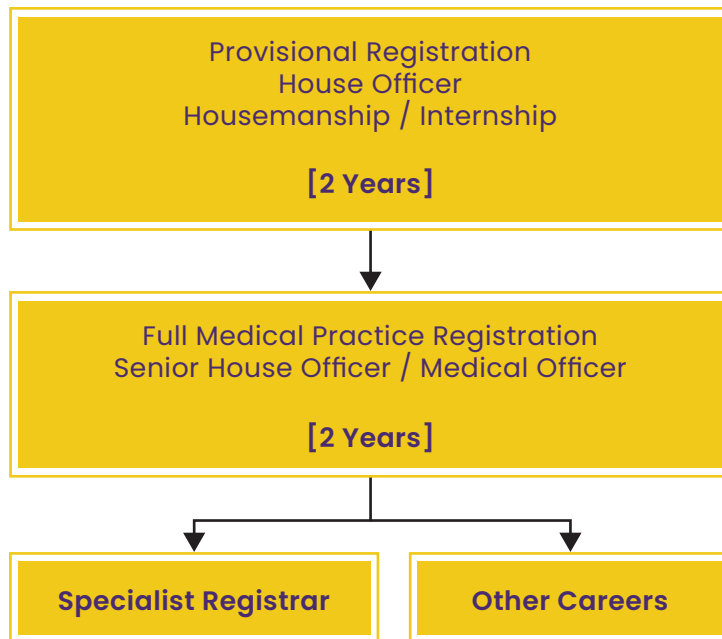 Provisional Registration
House Officer
Housemanship / Internship
[2 Years]
Full Medical Practice Registration
Senior House Officer / Medical Officer
[2 Years]
Specialist Registrar
Other Careers